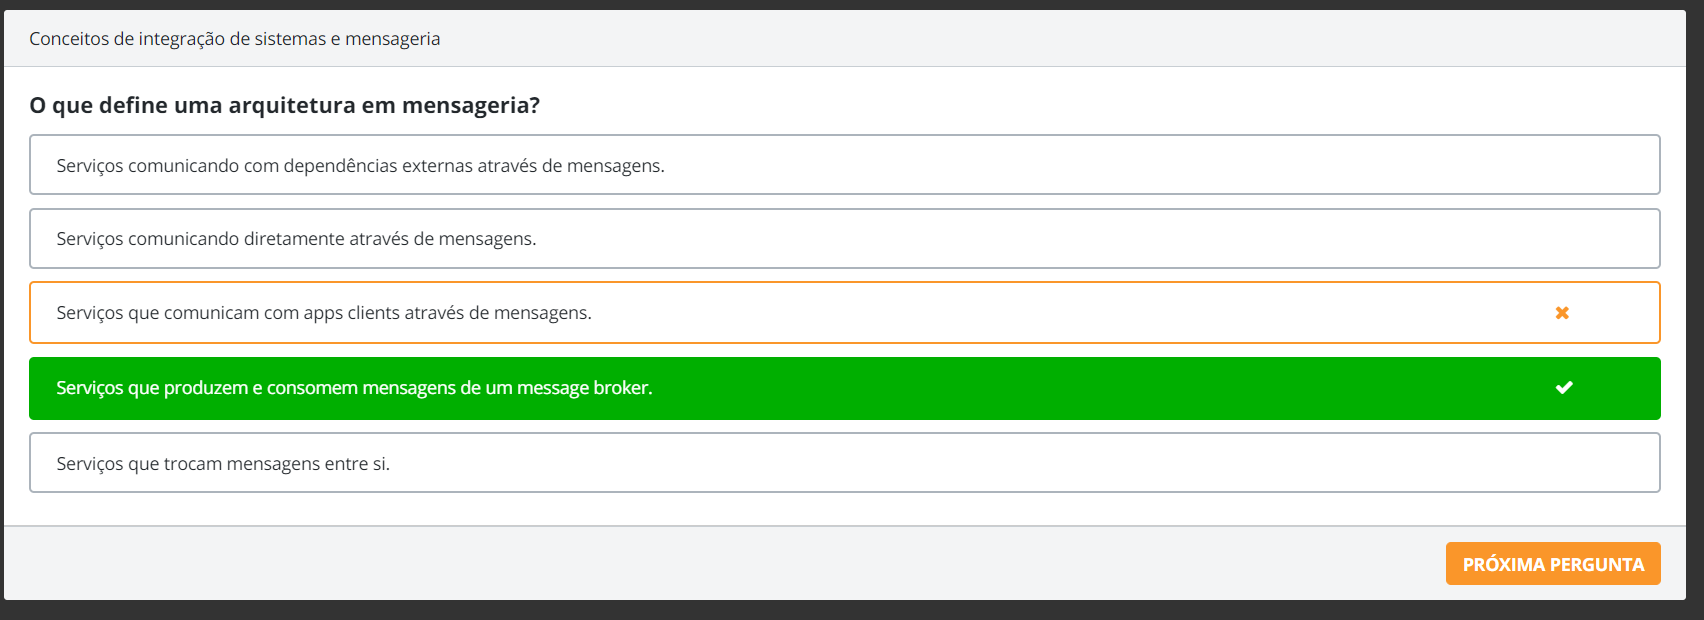 Conceitos de integração de sistemas e mensageria
O que define uma arquitetura em mensageria?
Serviços comunicando com dependências externas através de mensagens.
Serviços comunicando diretamente através de mensagens.
Serviços que comunicam com apps clients através de mensagens.
Serviços que produzem e consomem mensagens de um message broker.
Serviços que trocam mensagens entre si.
PRÓXIMA PERGUNTA